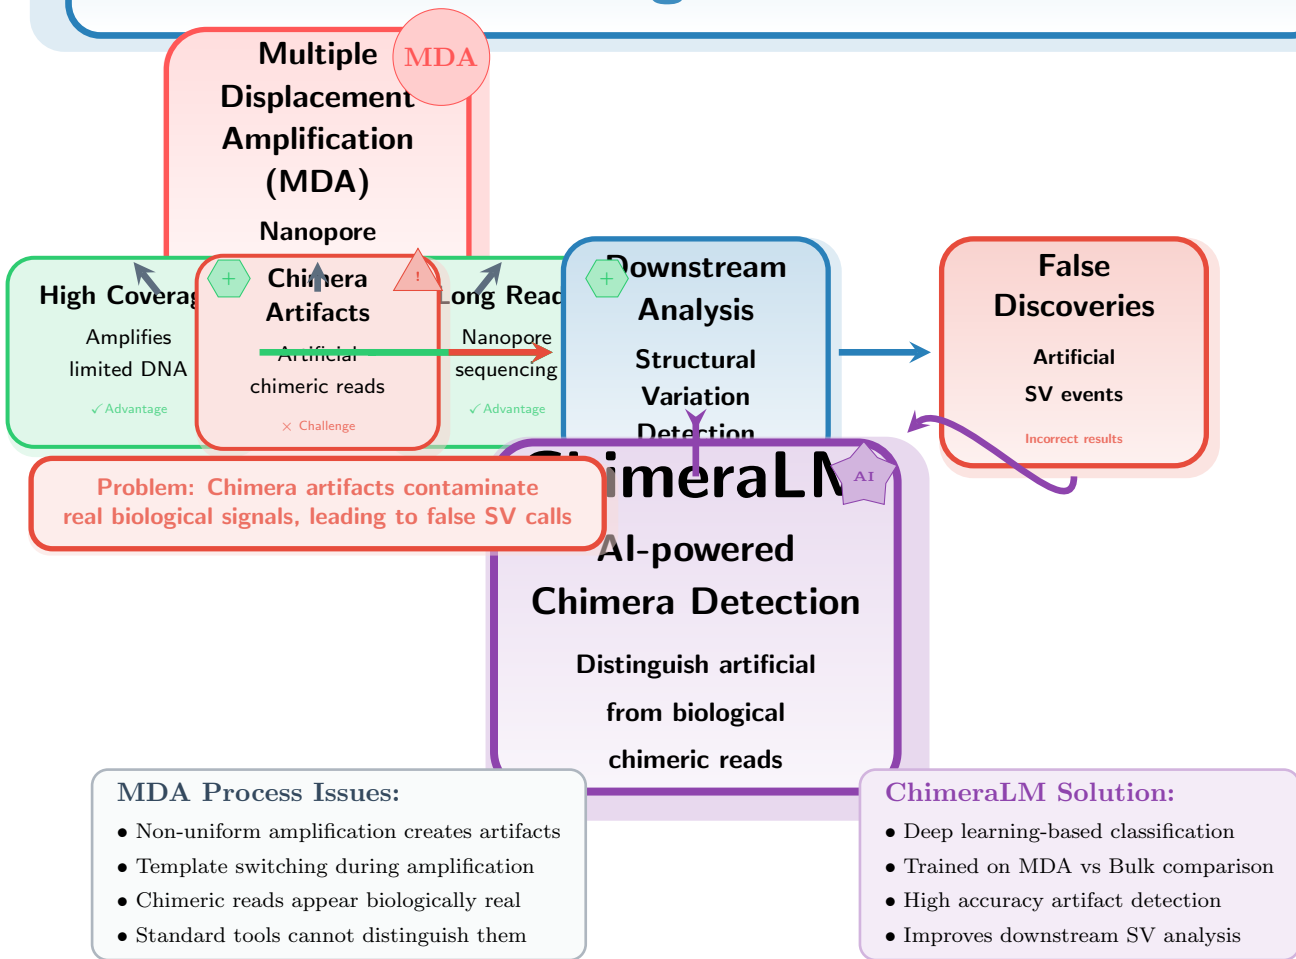 Multiple
Displacement
Amplification
(MDA)
Nanopore
MDA
High Coverag
Amplifies
limited DNA
✓ Advantage
+
Chimera
Artifacts
Artificial
chimeric reads
× Challenge
!
Long Read
Nanopore
sequencing
✓ Advantage
+
Downstream
Analysis
Structural
Variation
Detection
False
Discoveries
Artificial
SV events
Incorrect results
Problem: Chimera artifacts contaminate
real biological signals, leading to false SV calls
ChimeraLM
AI
AI-powered
Chimera Detection
Distinguish artificial
from biological
chimeric reads
MDA Process Issues:
• Non-uniform amplification creates artifacts
• Template switching during amplification
• Chimeric reads appear biologically real
• Standard tools cannot distinguish them
ChimeraLM Solution:
• Deep learning-based classification
• Trained on MDA vs Bulk comparison
• High accuracy artifact detection
• Improves downstream SV analysis